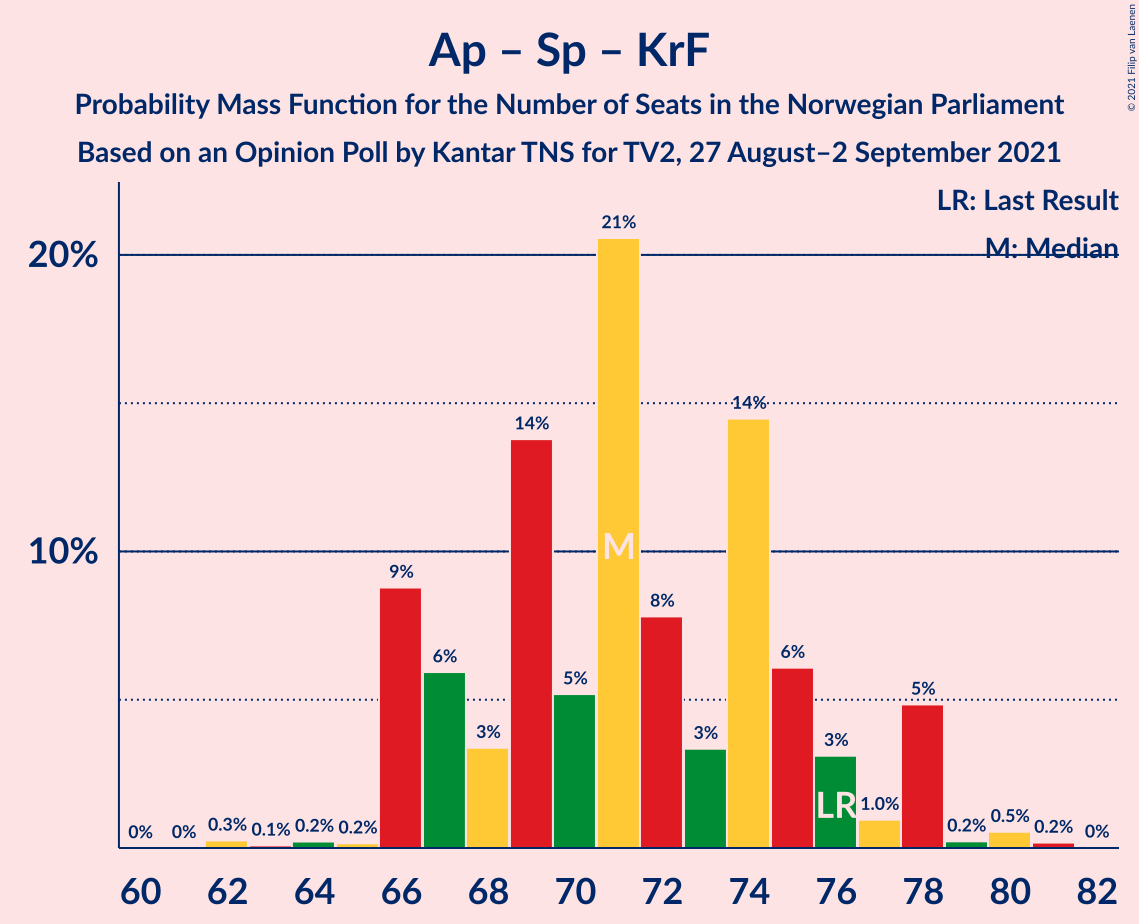 © 2021 Filip van Laenen
Ap – Sp – KrF
Probability Mass Function for the Number of Seats in the Norwegian Parliament
Based on an Opinion Poll by Kantar TNS for TV2, 27 August–2 September 2021
LR: Last Result
M: Median
20%
10%
0% 0% 0.3% 0.1% 0.2% 0.2% 9% 6% 3% 14% 5% 21% 8% 3% 14% 6% 3% 1.0% 5% 0.2% 0.5% 0.2% 0%
M
LR
60 62 64 66 68 70 72 74 76 78 80 82